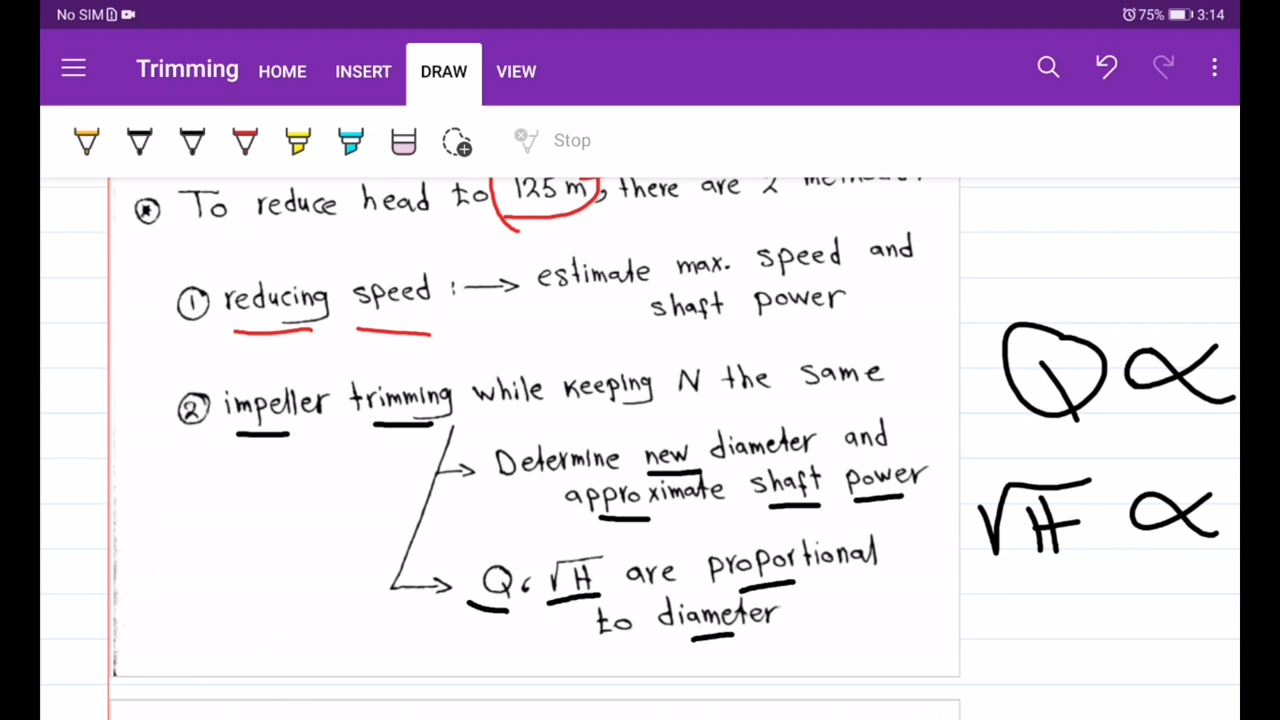 No SIM 75% 3:14
Trimming HOME INSERT DRAW VIEW
Stop
To reduce head to 125 m, there are 2
① reducing speed : → estimate max. speed and
shaft power
② impeller trimming while keeping N the same
→ Determine new diameter and
approximate shaft power
→ Q, √H are proportional
to diameter
Q ∝
√H ∝